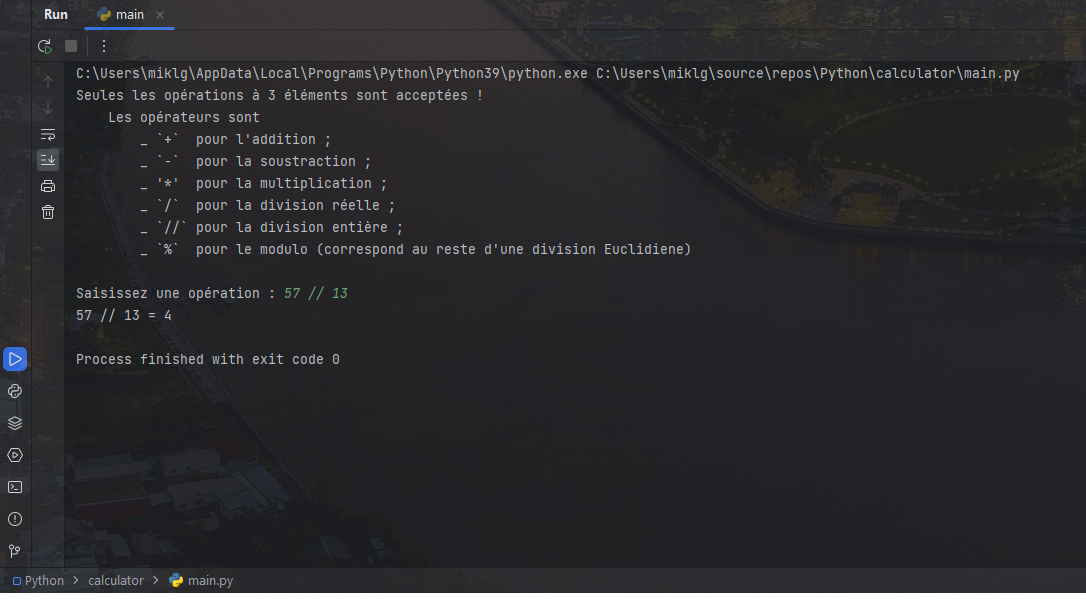 Run main
C:\Users\miklg\AppData\Local\Programs\Python\Python39\python.exe C:\Users\miklg\source\repos\Python\calculator\main.py
Seules les opérations à 3 éléments sont acceptées !
Les opérateurs sont
_ `+` pour l'addition ;
_ `-` pour la soustraction ;
_ '*' pour la multiplication ;
_ `/` pour la division réelle ;
_ `//` pour la division entière ;
_ `%` pour le modulo (correspond au reste d'une division Euclidiene)
Saisissez une opération : 57 // 13
57 // 13 = 4
Process finished with exit code 0
Python > calculator > main.py